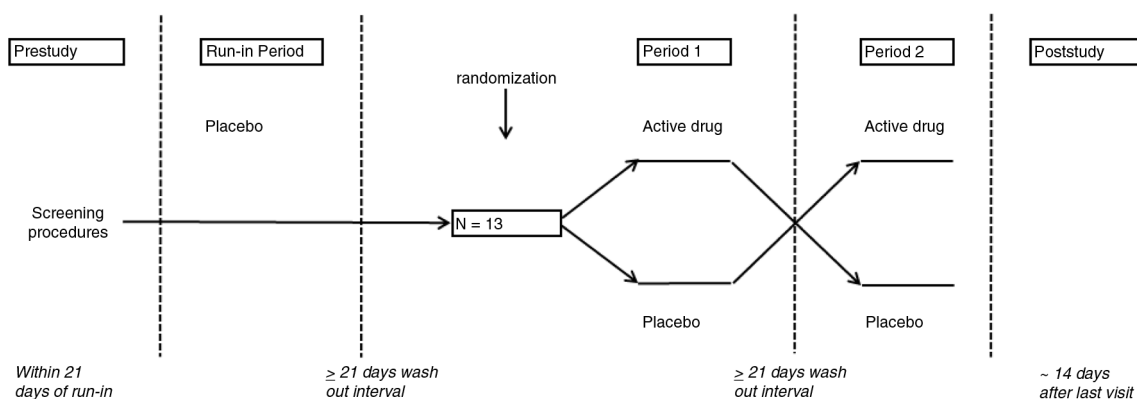 Prestudy
Run-in Period
Period 1
Period 2
Poststudy
randomization
Placebo
Active drug
Active drug
Screening
procedures
N = 13
Placebo
Placebo
Within 21
days of run-in
≥ 21 days wash
out interval
≥ 21 days wash
out interval
~ 14 days
after last visit